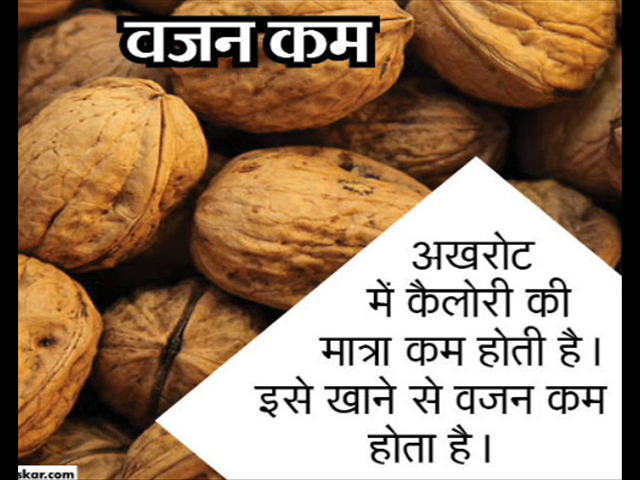 वजन कम
अखरोट
में कैलोरी की
मात्रा कम होती है।
इसे खाने से वजन कम
होता है।
skar.com